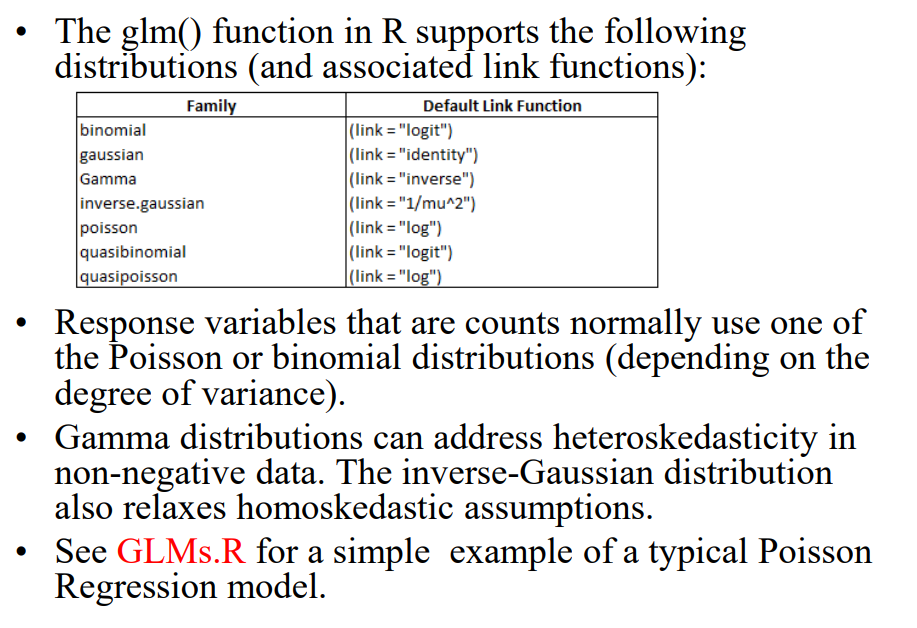 • The glm() function in R supports the following
distributions (and associated link functions):
Family Default Link Function
binomial (link = "logit")
gaussian (link = "identity")
Gamma (link = "inverse")
inverse.gaussian (link = "1/mu^2")
poisson (link = "log")
quasibinomial (link = "logit")
quasipoisson (link = "log")
• Response variables that are counts normally use one of
the Poisson or binomial distributions (depending on the
degree of variance).
• Gamma distributions can address heteroskedasticity in
non-negative data. The inverse-Gaussian distribution
also relaxes homoskedastic assumptions.
• See GLMs.R for a simple example of a typical Poisson
Regression model.